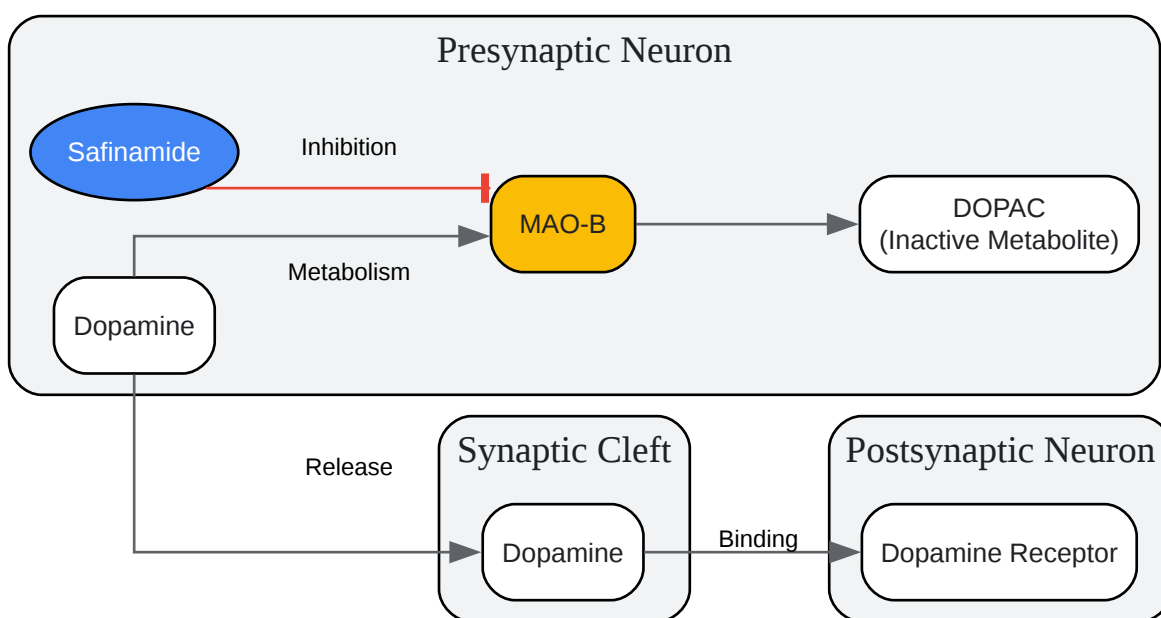 Presynaptic Neuron
Safinamide
Inhibition
MAO-B
DOPAC
(Inactive Metabolite)
Metabolism
Dopamine
Release
Synaptic Cleft
Dopamine
Binding
Postsynaptic Neuron
Dopamine Receptor